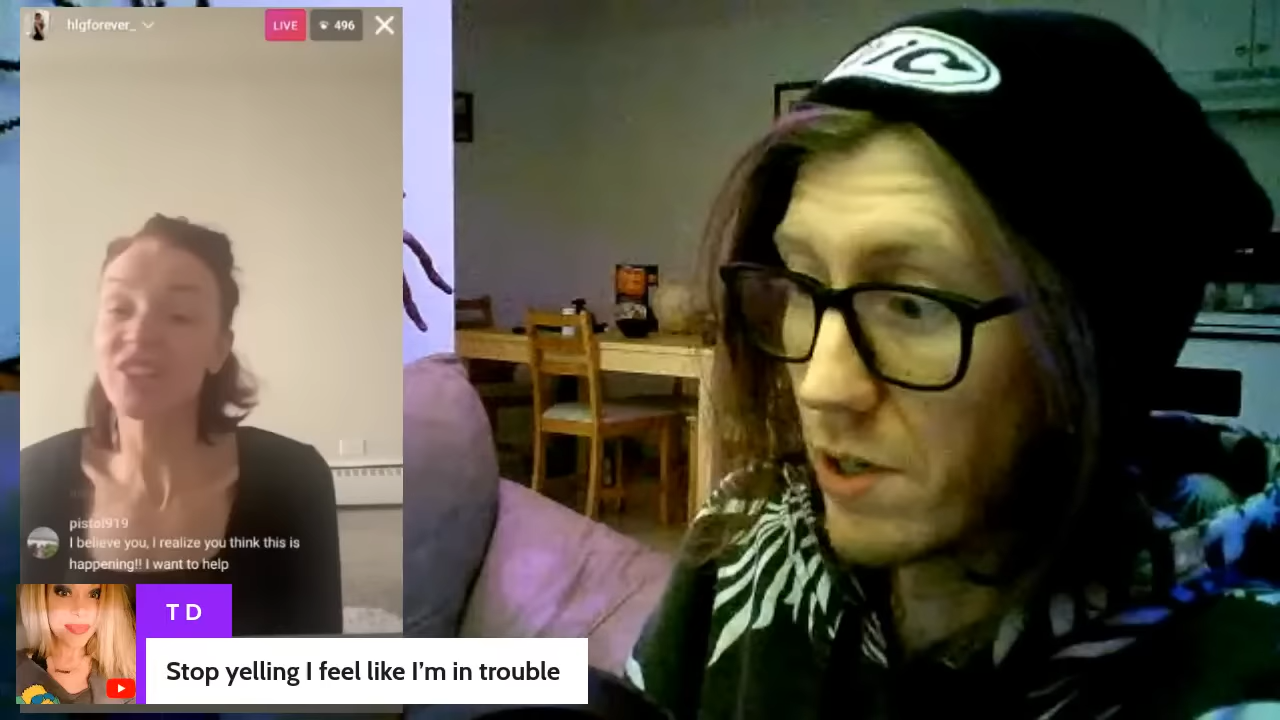 hlgforever_
LIVE
496
pistol919
I believe you, I realize you think this is
happening!! I want to help
T D
Stop yelling I feel like I'm in trouble